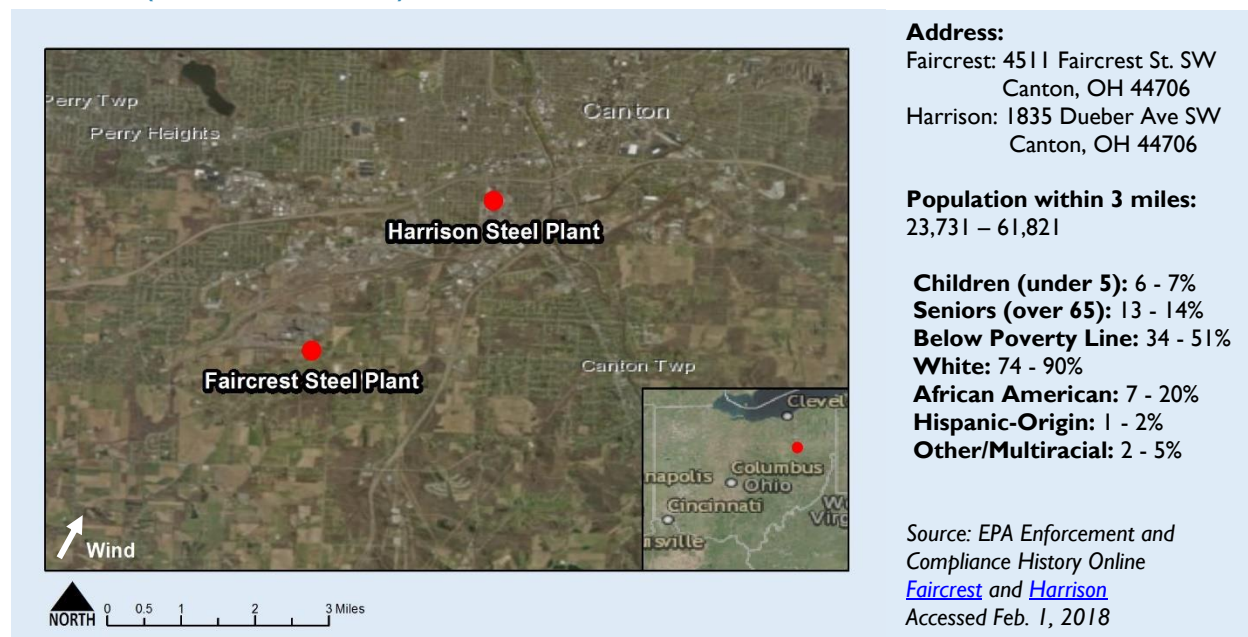 Perry Twp
Perry Heights
Canton
Harrison Steel Plant
Faircrest Steel Plant
Canton Twp
Wind
Clevel
napolis
Columbus
Ohio
Cincinnati
W
Virg
isville
NORTH
0 0.5 1 2 3 Miles
Address:
Faircrest: 4511 Faircrest St. SW
Canton, OH 44706
Harrison: 1835 Dueber Ave SW
Canton, OH 44706
Population within 3 miles:
23,731 – 61,821
Children (under 5): 6 - 7%
Seniors (over 65): 13 - 14%
Below Poverty Line: 34 - 51%
White: 74 - 90%
African American: 7 - 20%
Hispanic-Origin: 1 - 2%
Other/Multiracial: 2 - 5%
Source: EPA Enforcement and
Compliance History Online
Faircrest and Harrison
Accessed Feb. 1, 2018